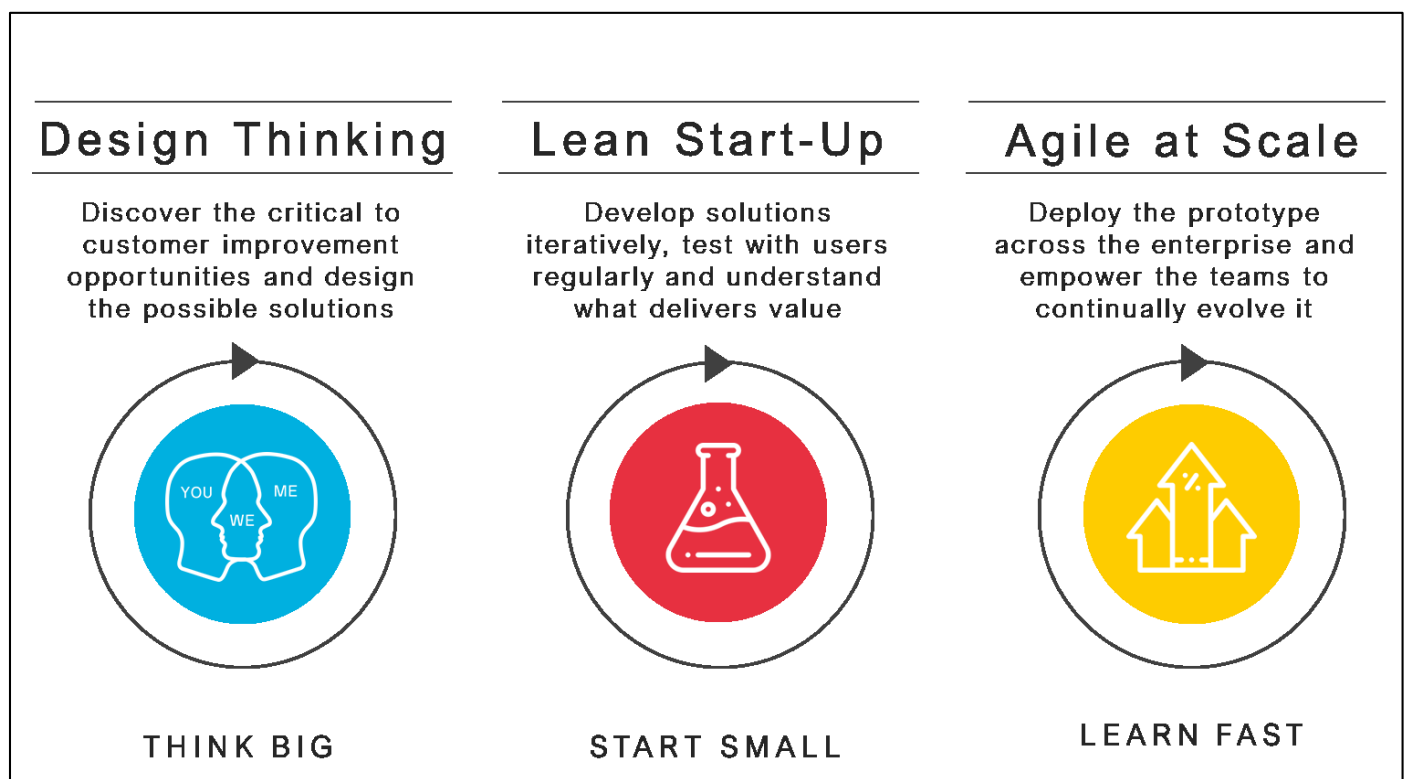 Design Thinking
Discover the critical to
customer improvement
opportunities and design
the possible solutions
YOU
ME
WE
THINK BIG
Lean Start-Up
Develop solutions
iteratively, test with users
regularly and understand
what delivers value
START SMALL
Agile at Scale
Deploy the prototype
across the enterprise and
empower the teams to
continually evolve it
%
LEARN FAST